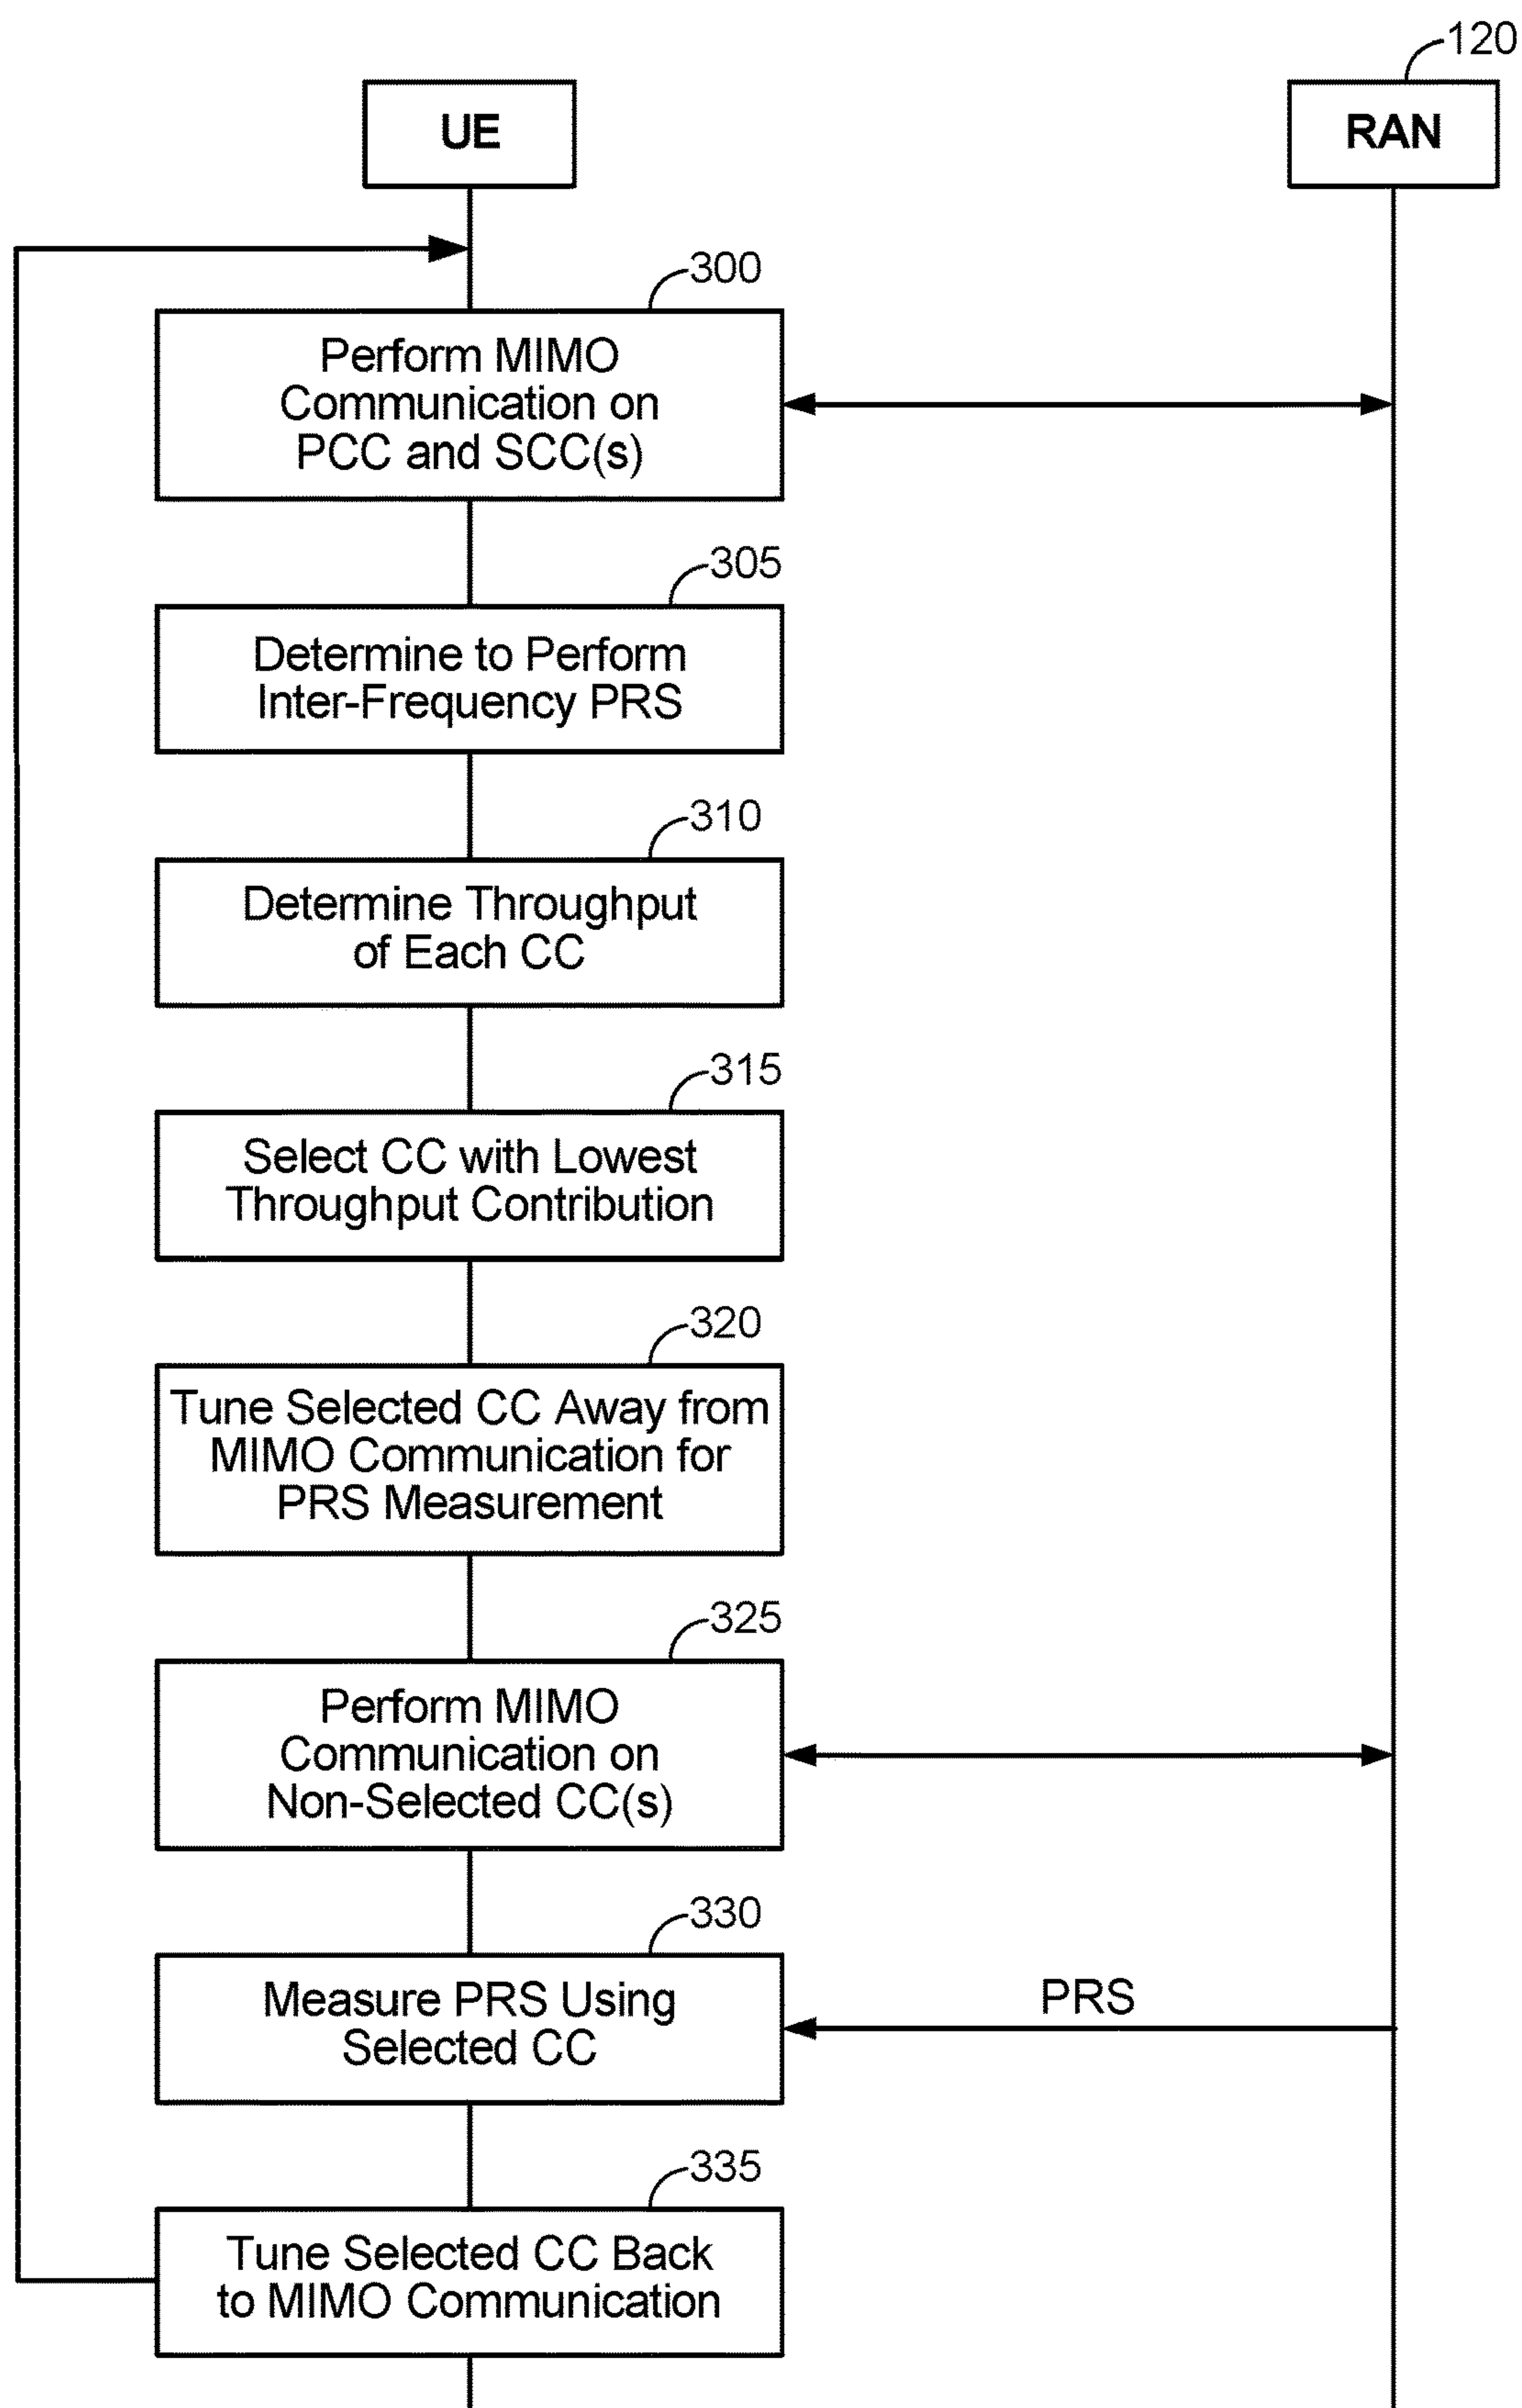 120
UE
RAN
300
Perform MIMO
Communication on
PCC and SCC(s)
305
Determine to Perform
Inter-Frequency PRS
310
Determine Throughput
of Each CC
315
Select CC with Lowest
Throughput Contribution
320
Tune Selected CC Away from
MIMO Communication for
PRS Measurement
325
Perform MIMO
Communication on
Non-Selected CC(s)
330
Measure PRS Using
Selected CC
PRS
335
Tune Selected CC Back
to MIMO Communication